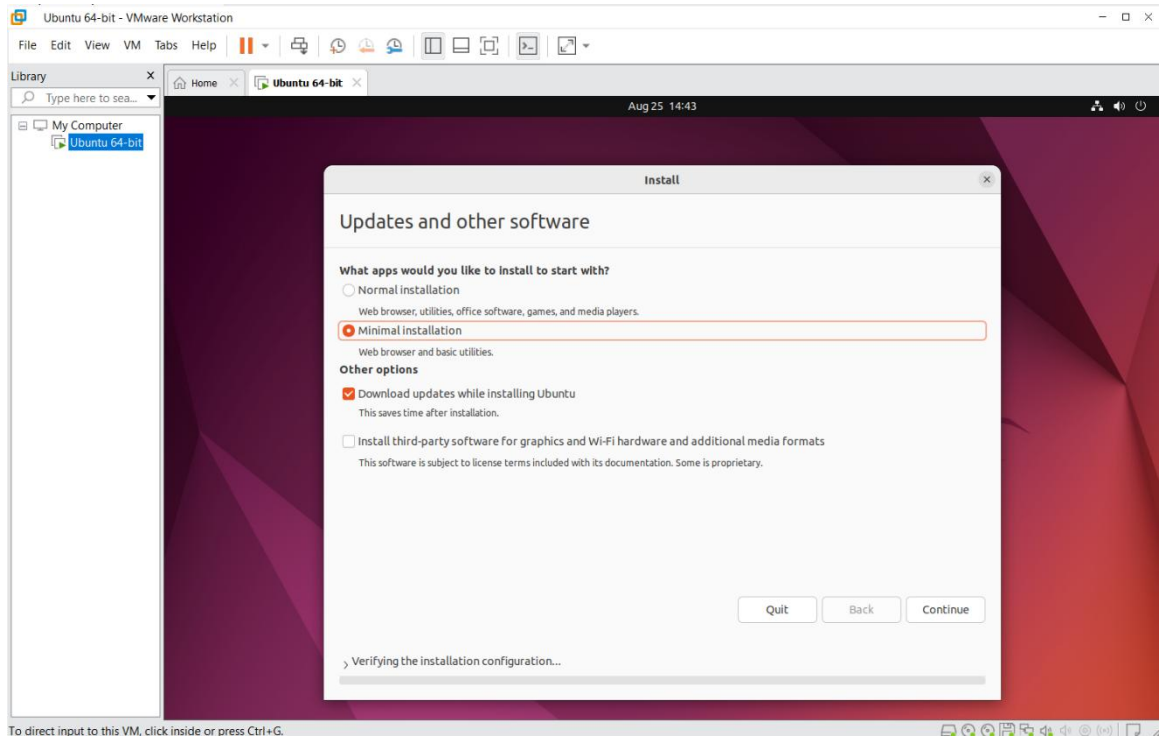 Ubuntu 64-bit - VMware Workstation
File Edit View VM Tabs Help
Library X
Home
Ubuntu 64-bit
Type here to sea...
Aug 25 14:43
My Computer
Ubuntu 64-bit
Install
Updates and other software
What apps would you like to install to start with?
Normal installation
Web browser, utilities, office software, games, and media players.
Minimal installation
Web browser and basic utilities.
Other options
Download updates while installing Ubuntu
This saves time after installation.
Install third-party software for graphics and Wi-Fi hardware and additional media formats
This software is subject to license terms included with its documentation. Some is proprietary.
Quit Back Continue
Verifying the installation configuration...
To direct input to this VM, click inside or press Ctrl+G.